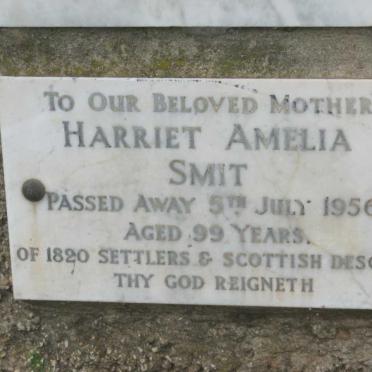 TO OUR BELOVED MOTHER
HARRIET AMELIA
SMIT
PASSED AWAY 5TH JULY 1956
AGED 99 YEARS.
OF 1820 SETTLERS & SCOTTISH DESC
THY GOD REIGNETH